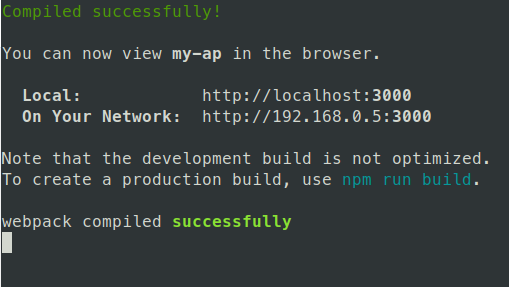 Compiled successfully!
You can now view my-ap in the browser.
Local: http://localhost:3000
On Your Network: http://192.168.0.5:3000
Note that the development build is not optimized.
To create a production build, use npm run build.
webpack compiled successfully